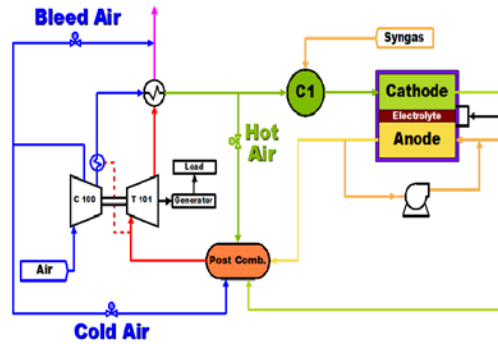 Bleed Air
Syngas
C1
Cathode
Electrolyte
Anode
Hot
Air
Load
Generator
C 100
T 101
Air
Post Comb.
Cold Air